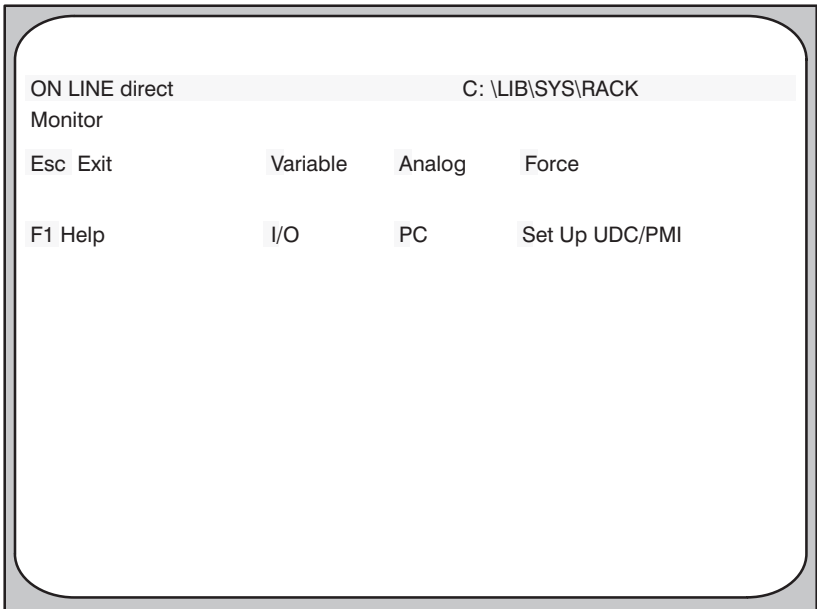 ON LINE direct C: \LIB\SYS\RACK
Monitor
Esc Exit Variable Analog Force
F1 Help I/O PC Set Up UDC/PMI